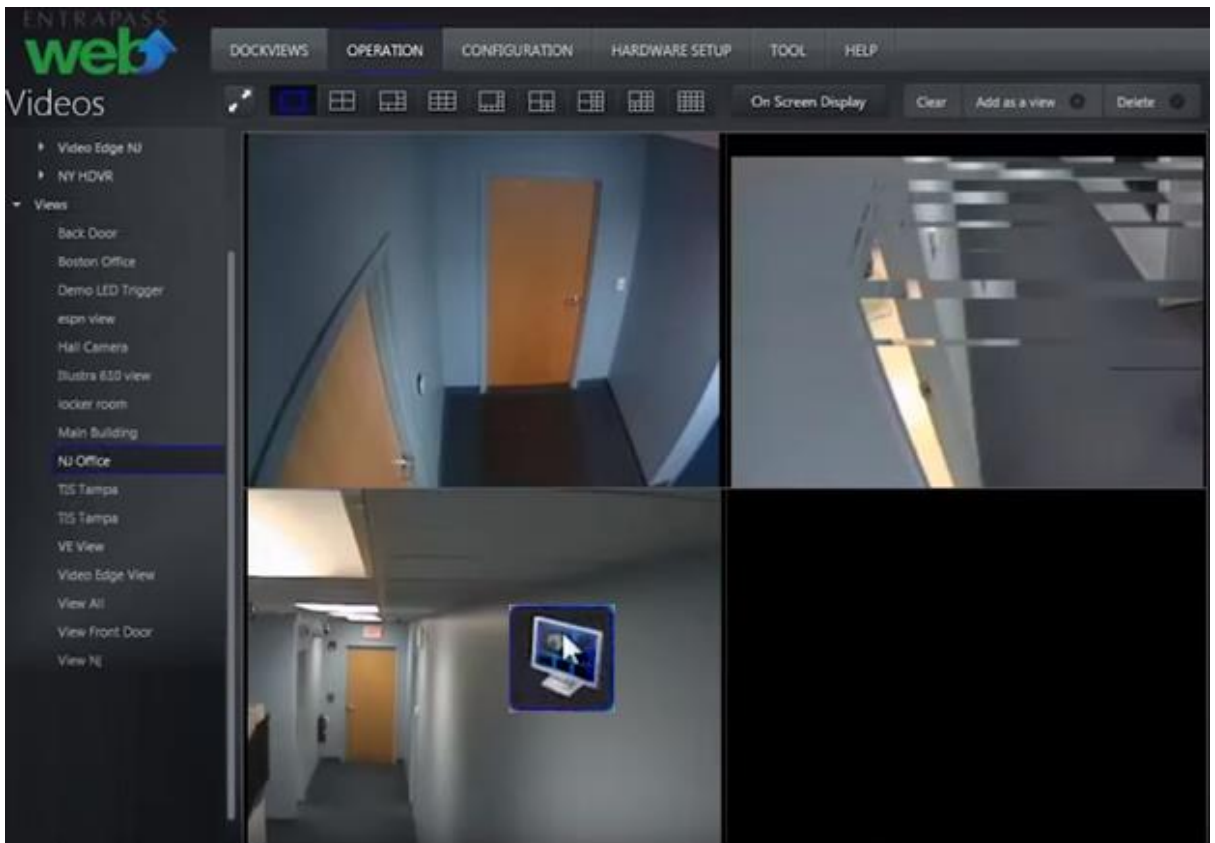 ENTRAPASS
web
DOCKVIEWS OPERATION CONFIGURATION HARDWARE SETUP TOOL HELP
Videos
On Screen Display Clear Add as a view Delete
Video Edge NJ
NY HDVR
Views
Back Door
Boston Office
Demo LED Trigger
espn view
Hall Camera
Illustra 610 view
locker room
Main Building
NJ Office
TIS Tampa
TIS Tampa
VE View
Video Edge View
View All
View Front Door
View NJ